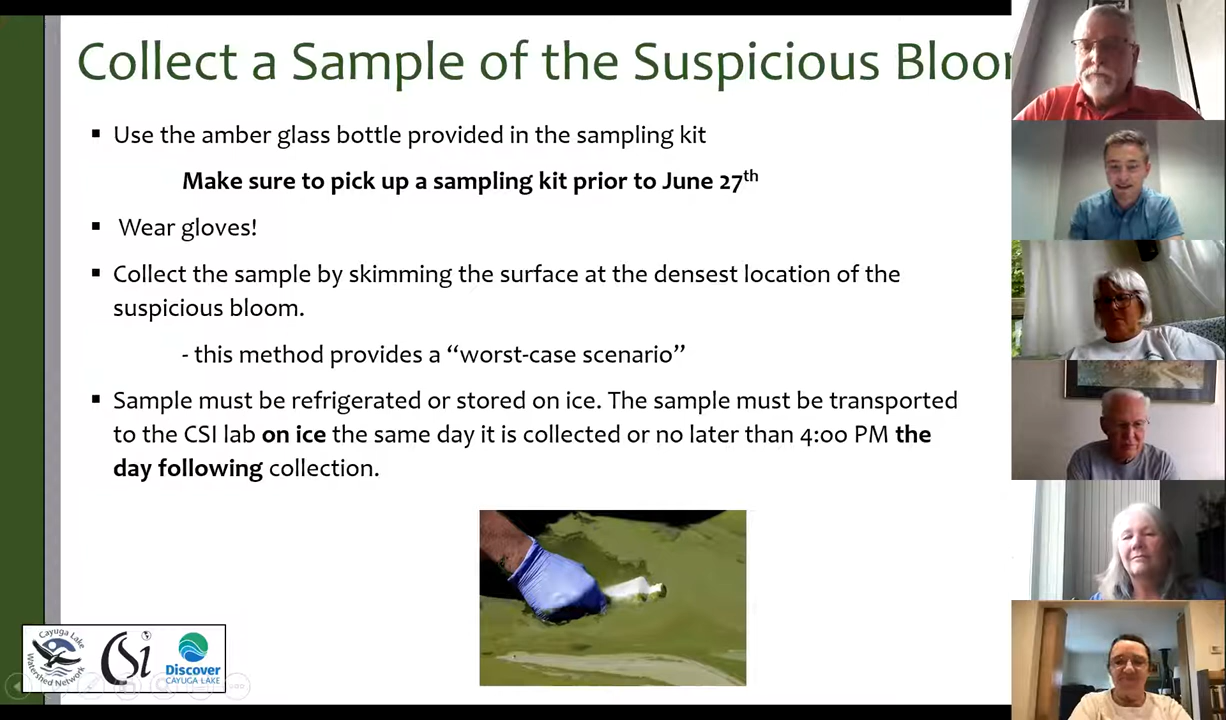 Collect a Sample of the Suspicious Bloom
▪ Use the amber glass bottle provided in the sampling kit
Make sure to pick up a sampling kit prior to June 27th
▪ Wear gloves!
▪ Collect the sample by skimming the surface at the densest location of the
suspicious bloom.
- this method provides a “worst-case scenario”
▪ Sample must be refrigerated or stored on ice. The sample must be transported
to the CSI lab on ice the same day it is collected or no later than 4:00 PM the
day following collection.
Cayuga Lake
Watershed Network
CSi
Discover
CAYUGA LAKE